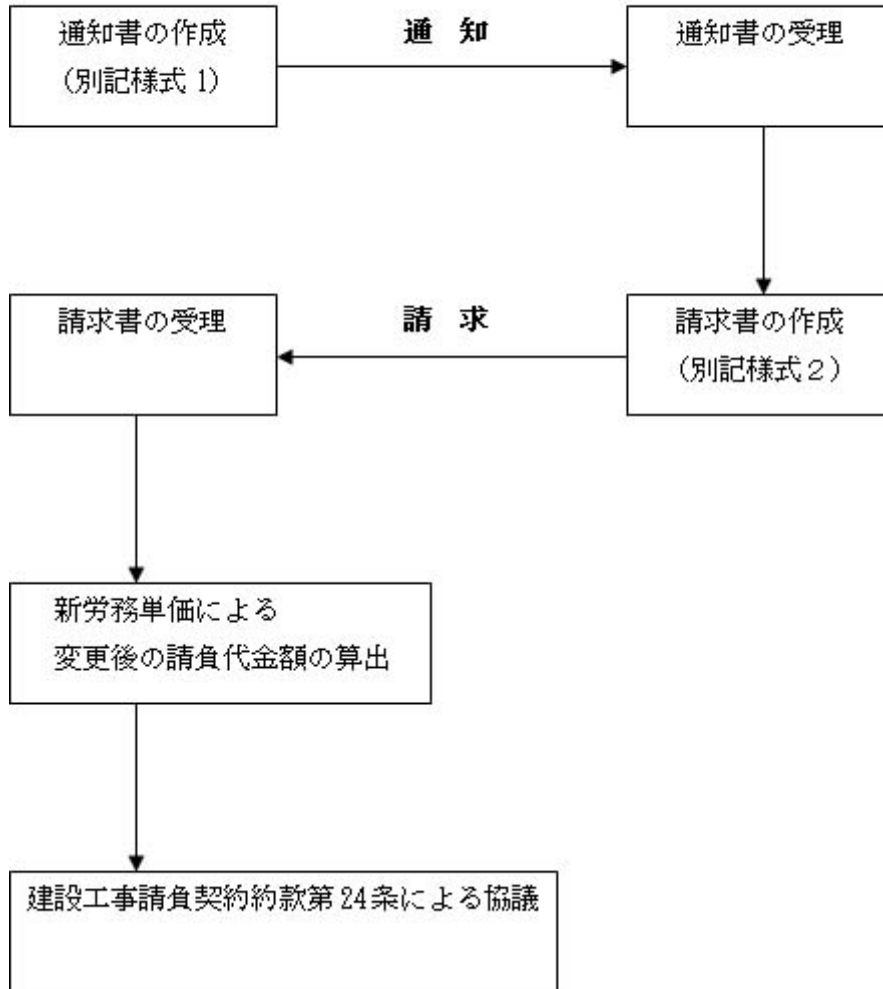 通知書の作成
(別記様式1)
通 知
通知書の受理
請求書の受理
請 求
請求書の作成
(別記様式2)
新労務単価による
変更後の請負代金額の算出
建設工事請負契約約款第24条による協議